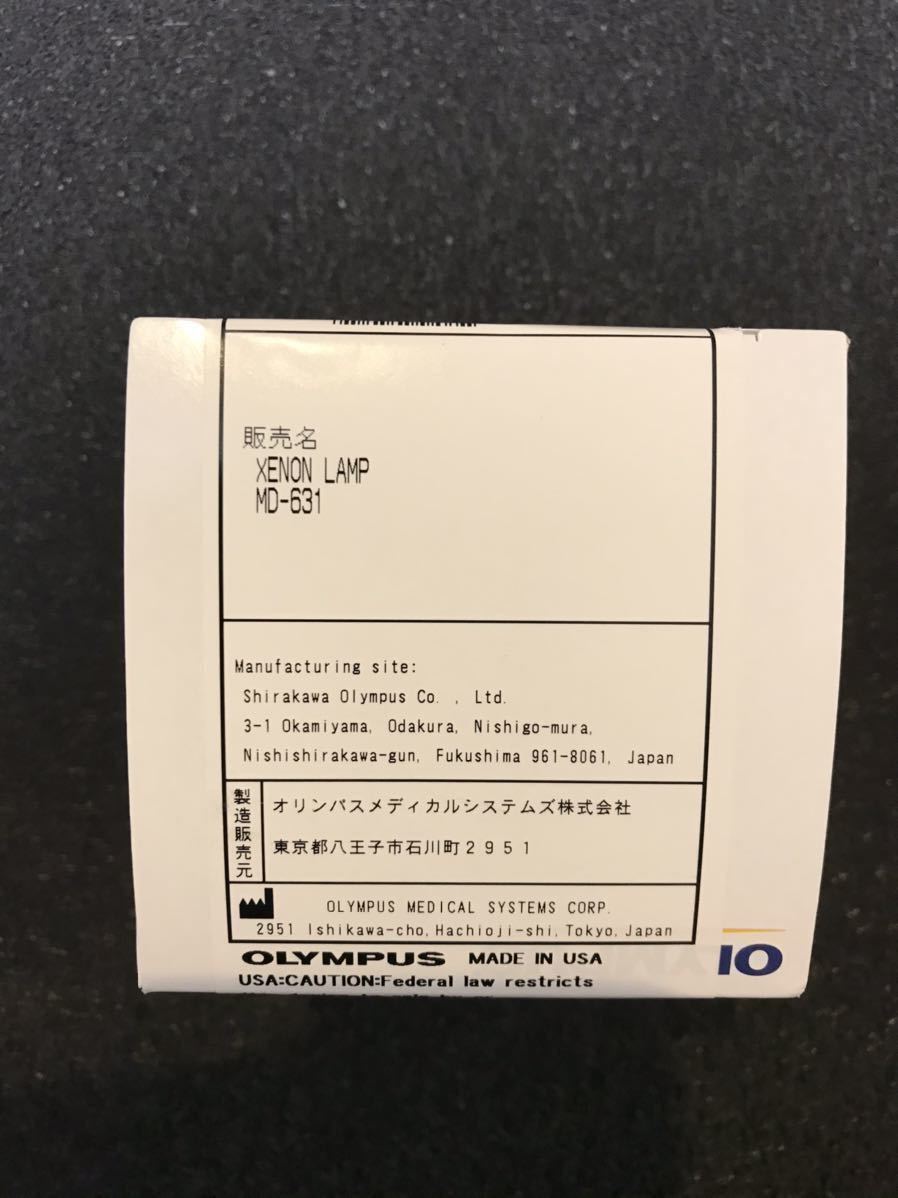 販売名
XENON LAMP
MD-631
Manufacturing site:
Shirakawa Olympus Co. , Ltd.
3-1 Okamiyama, Odakura, Nishigo-mura,
Nishishirakawa-gun, Fukushima 961-8061, Japan
製造販売元
オリンパスメディカルシステムズ株式会社
東京都八王子市石川町2951
OLYMPUS MEDICAL SYSTEMS CORP.
2951 Ishikawa-cho, Hachioji-shi, Tokyo, Japan
OLYMPUS MADE IN USA
USA:CAUTION:Federal law restricts